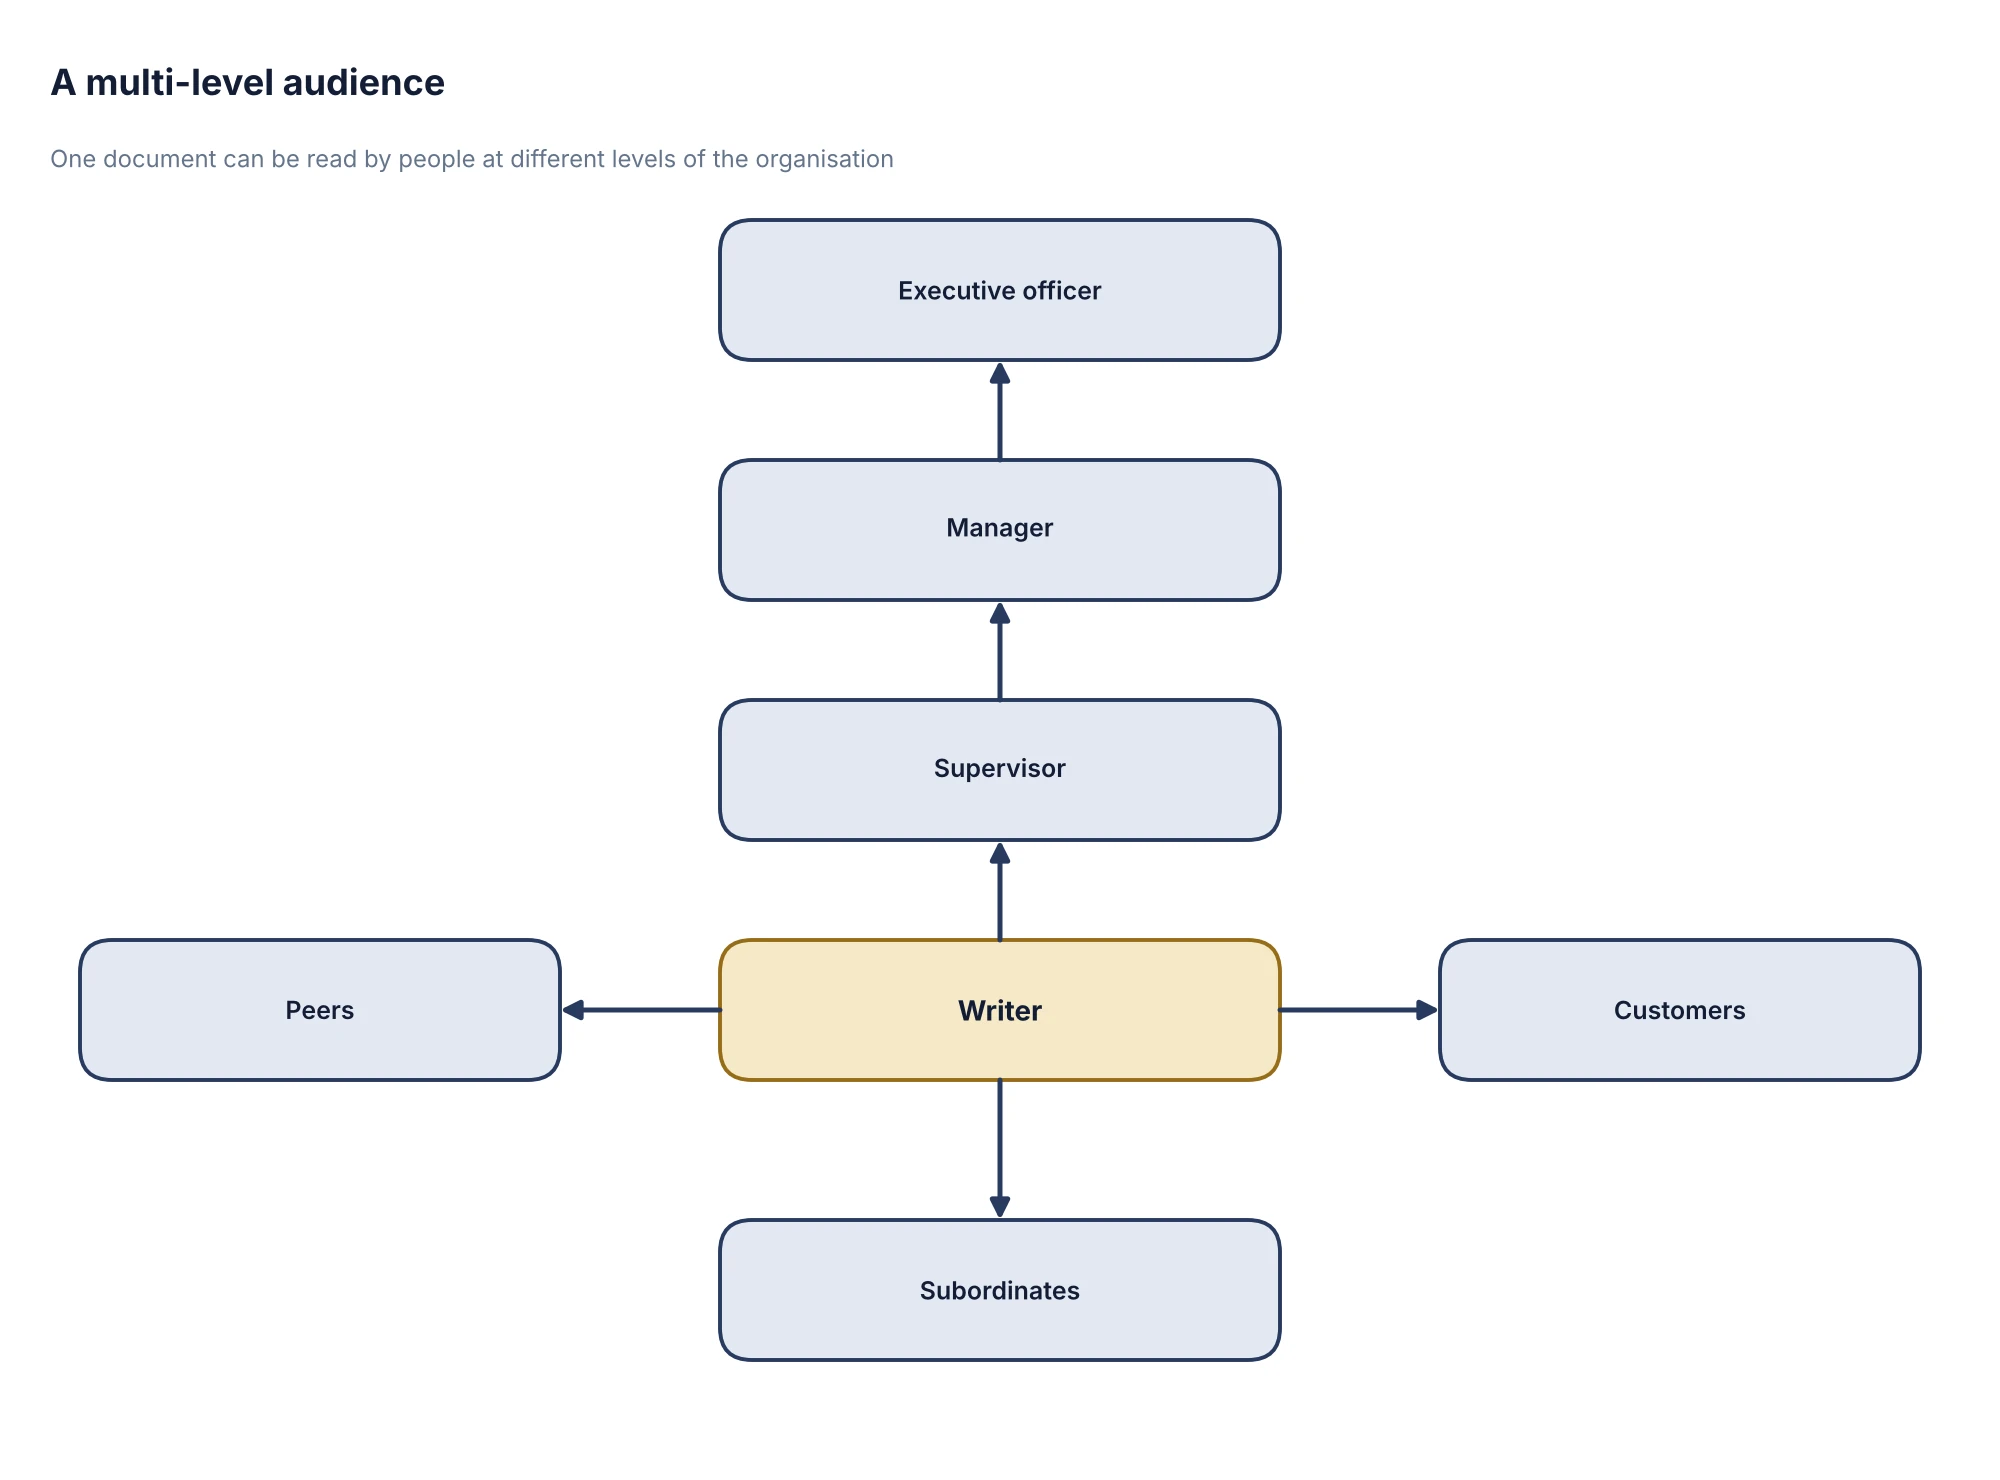 A multi-level audience
One document can be read by people at different levels of the organisation
Executive officer
Manager
Supervisor
Peers
Writer
Customers
Subordinates